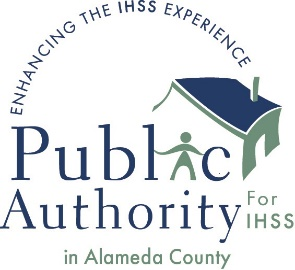 ENHANCING THE IHSS EXPERIENCE
Public
Authority For IHSS
in Alameda County